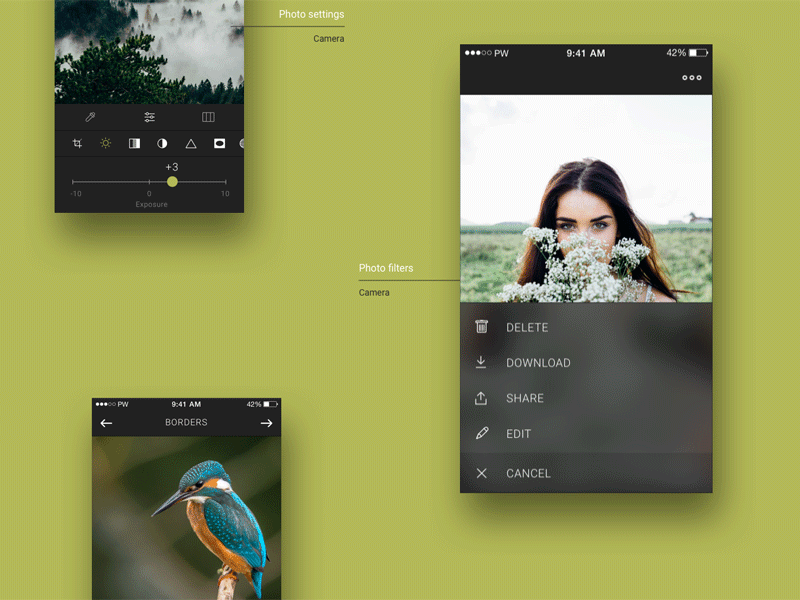 Photo settings
Camera
+3
-10 0 10
Exposure
PW 9:41 AM 42%
Photo filters
Camera
DELETE
DOWNLOAD
SHARE
EDIT
CANCEL
PW 9:41 AM 42%
BORDERS